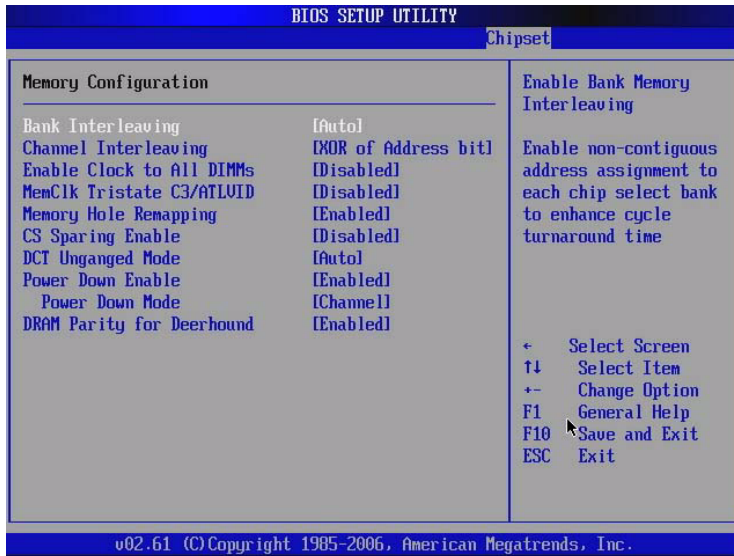 BIOS SETUP UTILITY
Chipset
Memory Configuration
Bank Interleaving [Auto]
Channel Interleaving [XOR of Address bit]
Enable Clock to All DIMMs [Disabled]
MemClk Tristate C3/ATLVID [Disabled]
Memory Hole Remapping [Enabled]
CS Sparing Enable [Disabled]
DCT Unganged Mode [Auto]
Power Down Enable [Enabled]
Power Down Mode [Channel]
DRAM Parity for Deerhound [Enabled]
Enable Bank Memory
Interleaving
Enable non-contiguous
address assignment to
each chip select bank
to enhance cycle
turnaround time
← Select Screen
↑↓ Select Item
+- Change Option
F1 General Help
F10 Save and Exit
ESC Exit
v02.61 (C)Copyright 1985-2006, American Megatrends, Inc.